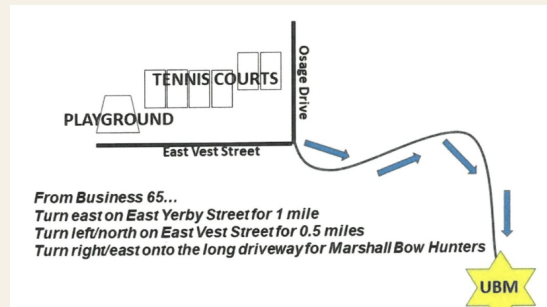 Osage Drive
TENNIS COURTS
PLAYGROUND
East Vest Street
From Business 65...
Turn east on East Yerby Street for 1 mile
Turn left/north on East Vest Street for 0.5 miles
Turn right/east onto the long driveway for Marshall Bow Hunters
UBM